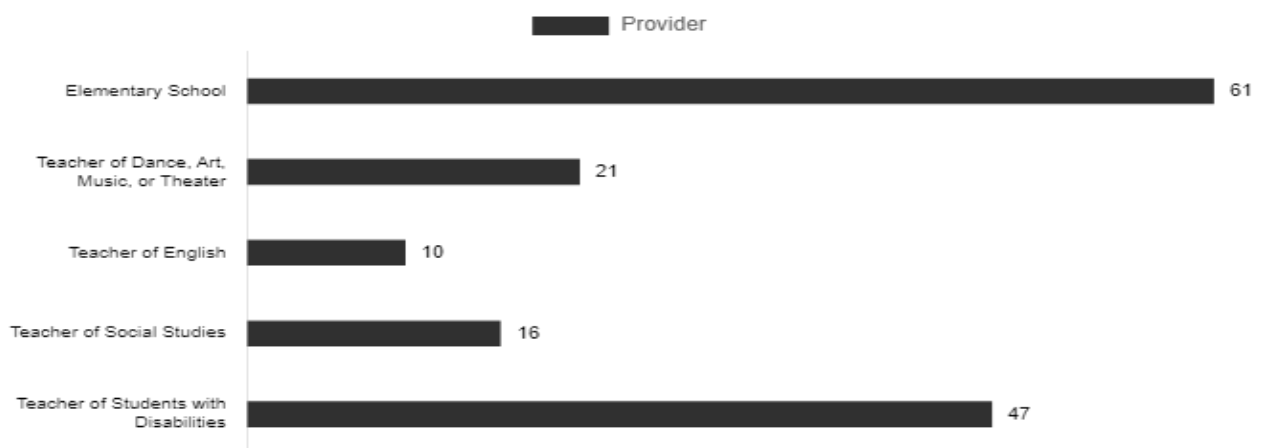 Provider
Elementary School
61
Teacher of Dance, Art,
Music, or Theater
21
Teacher of English
10
Teacher of Social Studies
16
Teacher of Students with
Disabilities
47